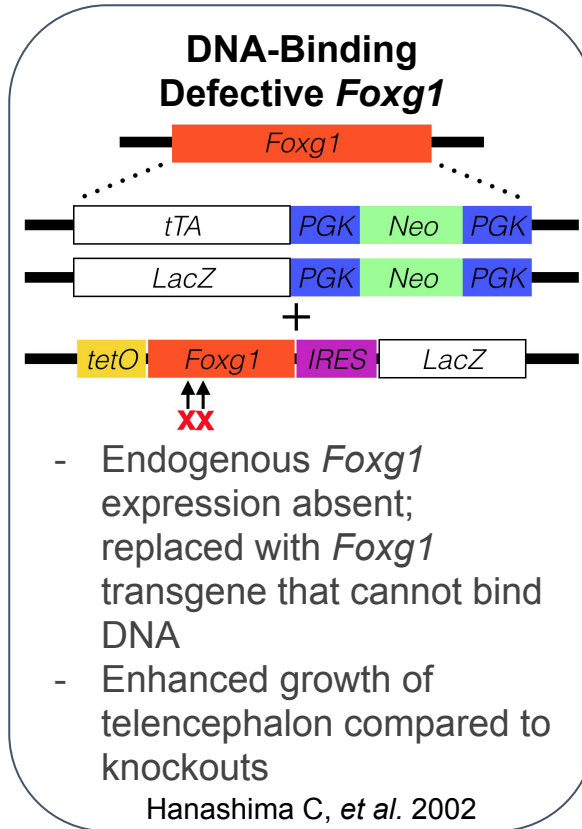 DNA-Binding
Defective Foxg1
Foxg1
tTA PGK Neo PGK
LacZ PGK Neo PGK
+
tetO Foxg1 IRES LacZ
XX
- Endogenous Foxg1
expression absent;
replaced with Foxg1
transgene that cannot bind
DNA
- Enhanced growth of
telencephalon compared to
knockouts
Hanashima C, et al. 2002